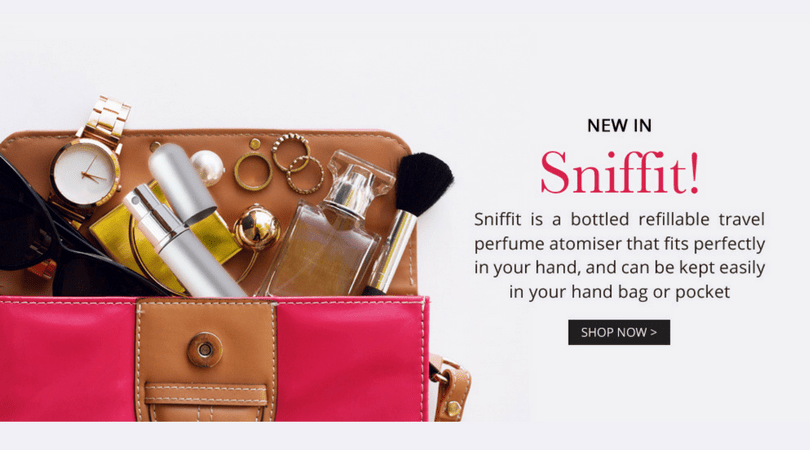 NEW IN
Sniffit!
Sniffit is a bottled refillable travel
perfume atomiser that fits perfectly
in your hand, and can be kept easily
in your hand bag or pocket
SHOP NOW >